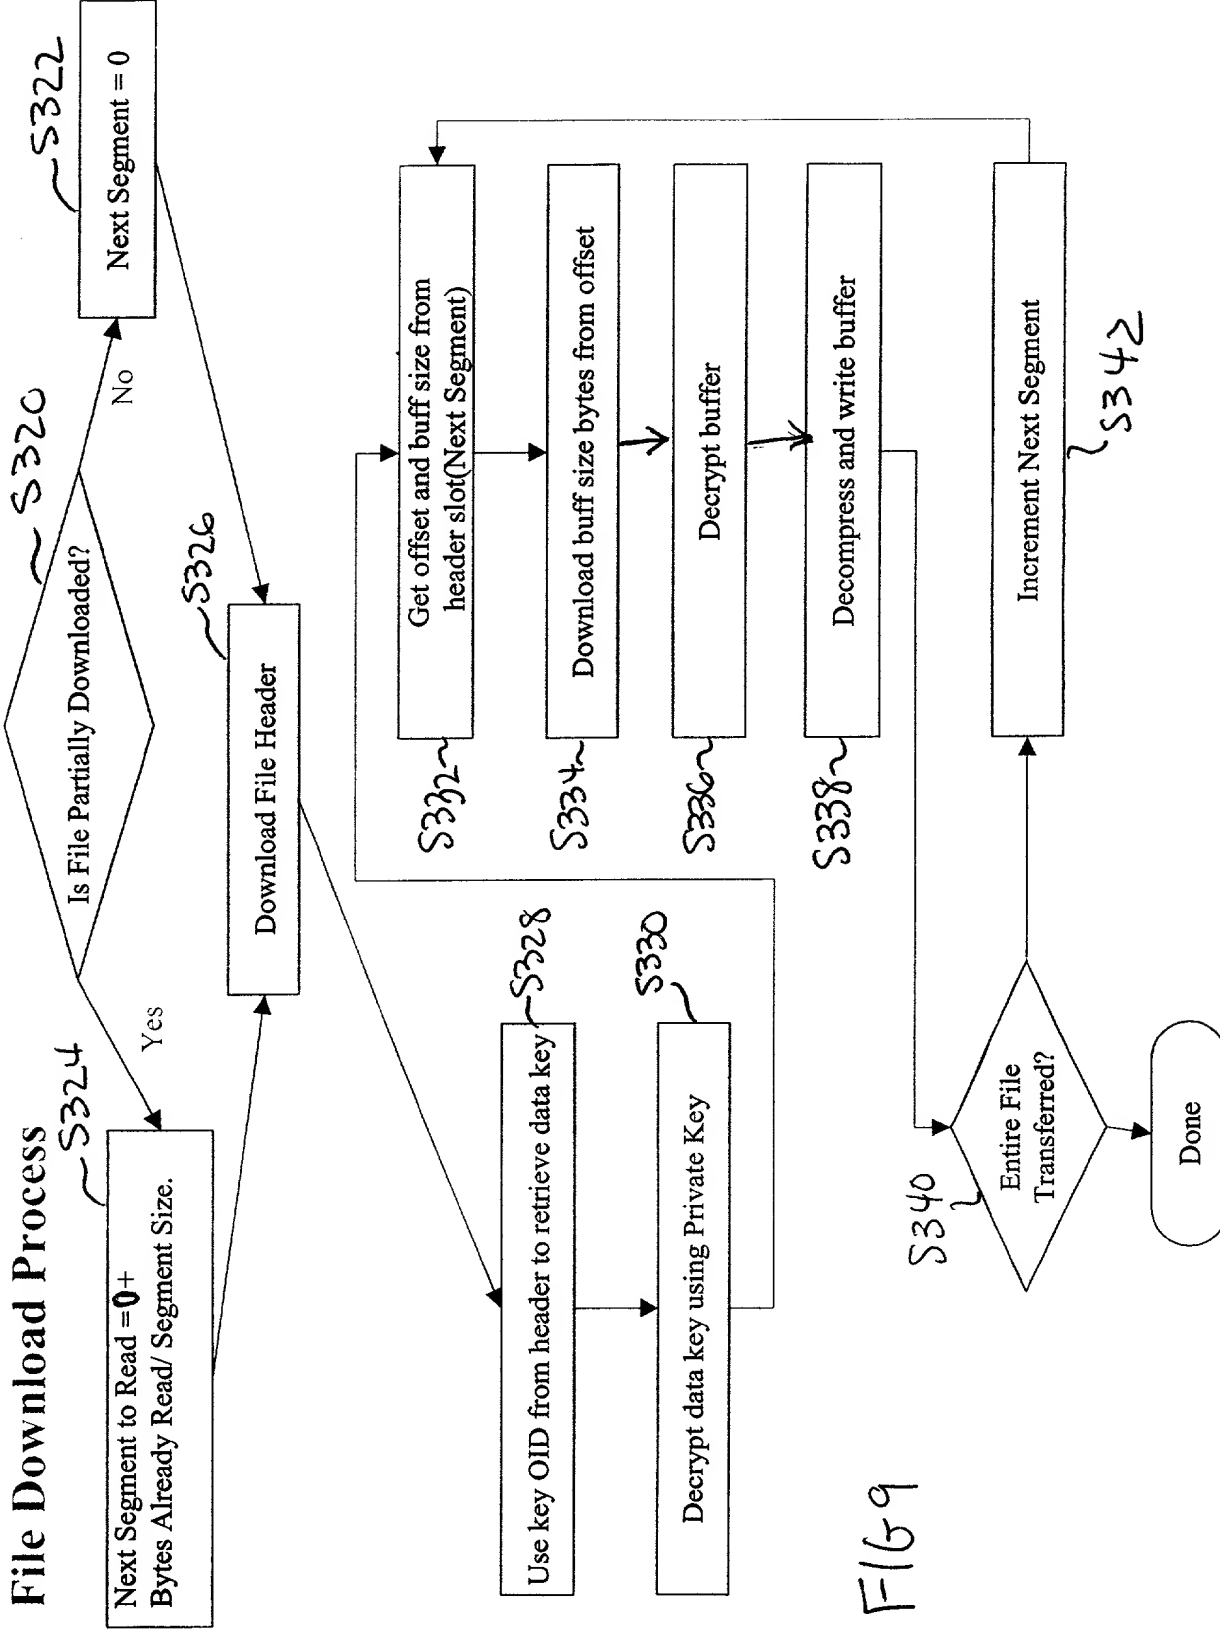 File Download Process
S320
Is File Partially Downloaded?
Yes
No
S324
Next Segment to Read =0+
Bytes Already Read/ Segment Size.
S322
Next Segment = 0
S326
Download File Header
S328
Use key OID from header to retrieve data key
S330
Decrypt data key using Private Key
S332
Get offset and buff size from
header slot(Next Segment)
S334
Download buff size bytes from offset
S336
Decrypt buffer
S338
Decompress and write buffer
S340
Entire File
Transferred?
S342
Increment Next Segment
Done
FIG 9